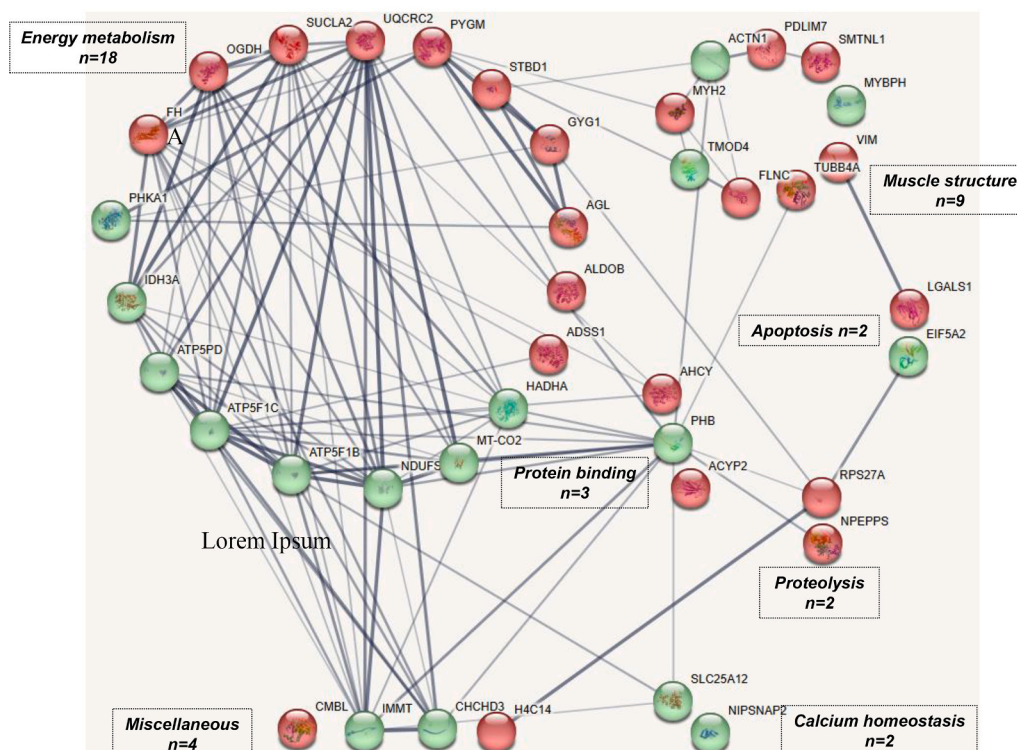 Energy metabolism
n=18
SUCLA2
UQCRC2
PYGM
OGDH
STBD1
FH
A
GYG1
PHKA1
AGL
IDH3A
ALDOB
ATP5PD
ADSS1
HADHA
ATP5F1C
ATP5F1B
MT-CO2
NDUFS
ACTN1
PDLIM7
SMTNL1
MYH2
MYBPH
TMOD4
VIM
FLNC
TUBB4A
Muscle structure
n=9
LGALS1
Apoptosis n=2
EIF5A2
AHCY
PHB
Protein binding
n=3
ACYP2
RPS27A
NPEPPS
Lorem Ipsum
Proteolysis
n=2
SLC25A12
NIPSNAP2
Calcium homeostasis
n=2
CMBL
IMMT
CHCHD3
H4C14
Miscellaneous
n=4